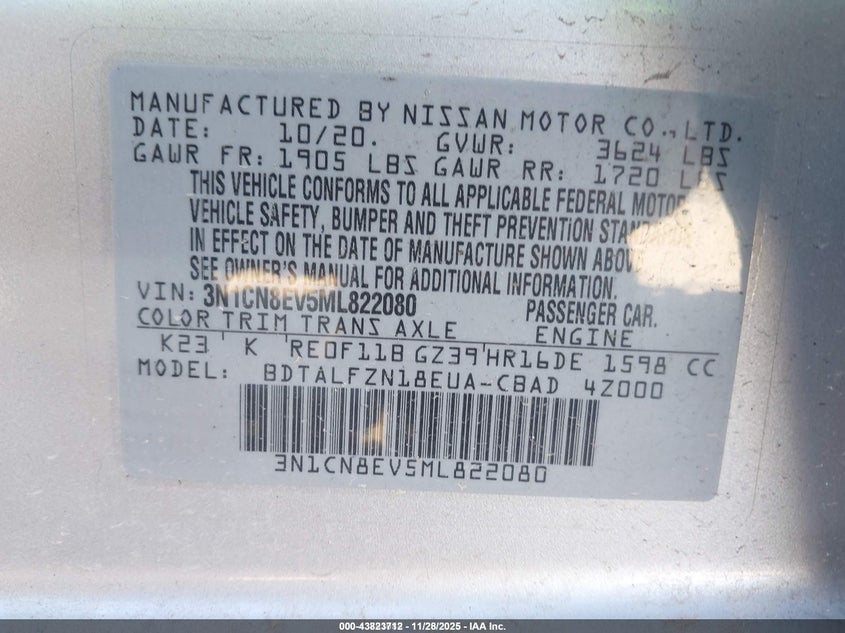 MANUFACTURED BY NISSAN MOTOR CO.,LTD.
DATE: 10/20. GVWR: 3624 LBS
GAWR FR: 1905 LBS GAWR RR: 1720 LBS
THIS VEHICLE CONFORMS TO ALL APPLICABLE FEDERAL MOTOR
VEHICLE SAFETY, BUMPER AND THEFT PREVENTION
IN EFFECT ON THE DATE OF MANUFACTURE SHOWN
SEE OWNER'S MANUAL FOR ADDITIONAL INFORMATION.
VIN: 3N1CN8EV5ML822080 PASSENGER CAR.
COLOR TRIM TRANS AXLE ENGINE
K23 K RE0F11B GZ39 HR16DE 1598 CC
MODEL: BDTALFZN18EUA-CBAD 4Z000
3N1CN8EV5ML822080
000-43823712 - 11/28/2025 - IAA Inc.